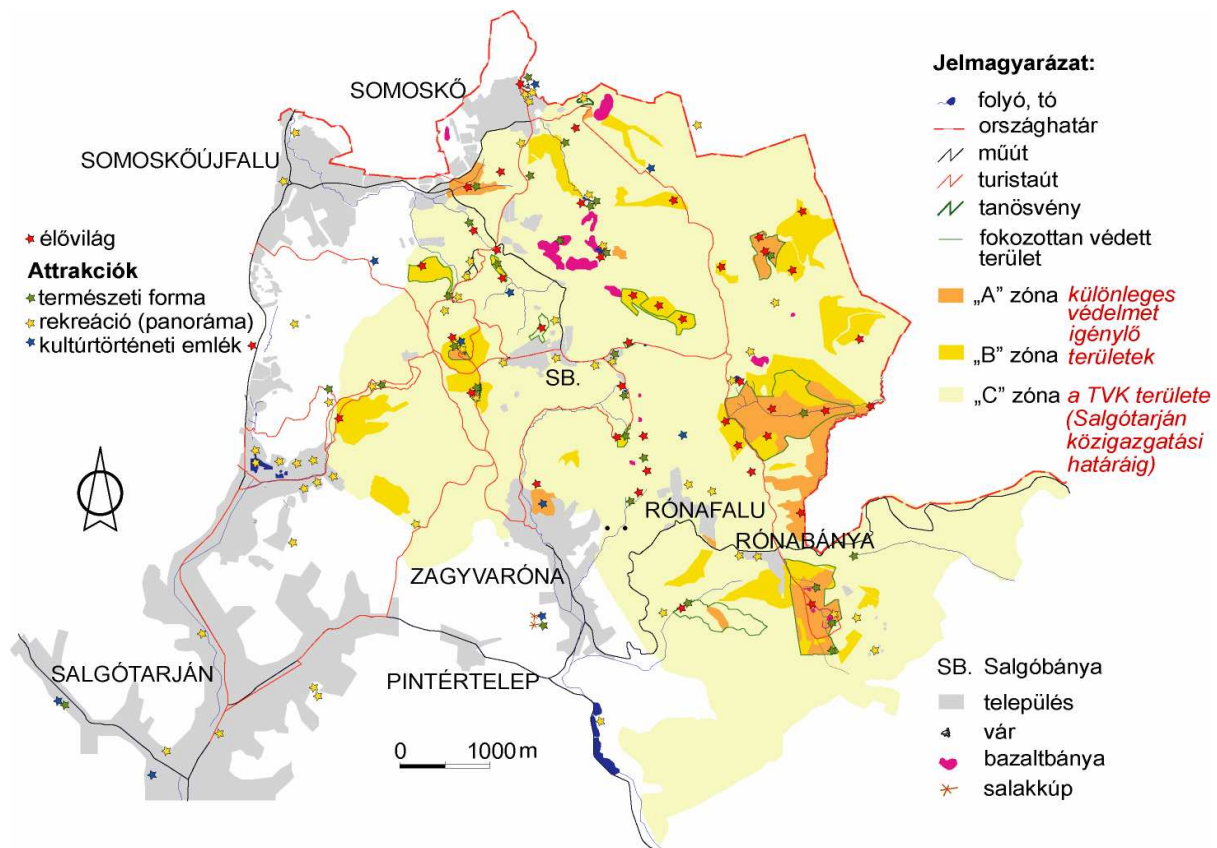 SOMOSKŐ
SOMOSKŐÚJFALU
élővilág
Attrakciók
természeti forma
rekreáció (panoráma)
kultúrtörténeti emlék
SB.
RÓNAFALU
RÓNABÁNYA
ZAGYVARÓNA
SALGÓTARJÁN
PINTÉRTELEP
0 1000 m
Jelmagyarázat:
folyó, tó
országhatár
műút
turistaút
tanösvény
fokozottan védett
terület
„A” zóna különleges
védelmet
igénylő
„B” zóna területek
„C” zóna a TVK területe
(Salgótarján
közigazgatási
határáig)
SB. Salgóbánya
település
vár
bazaltbánya
salakkúp